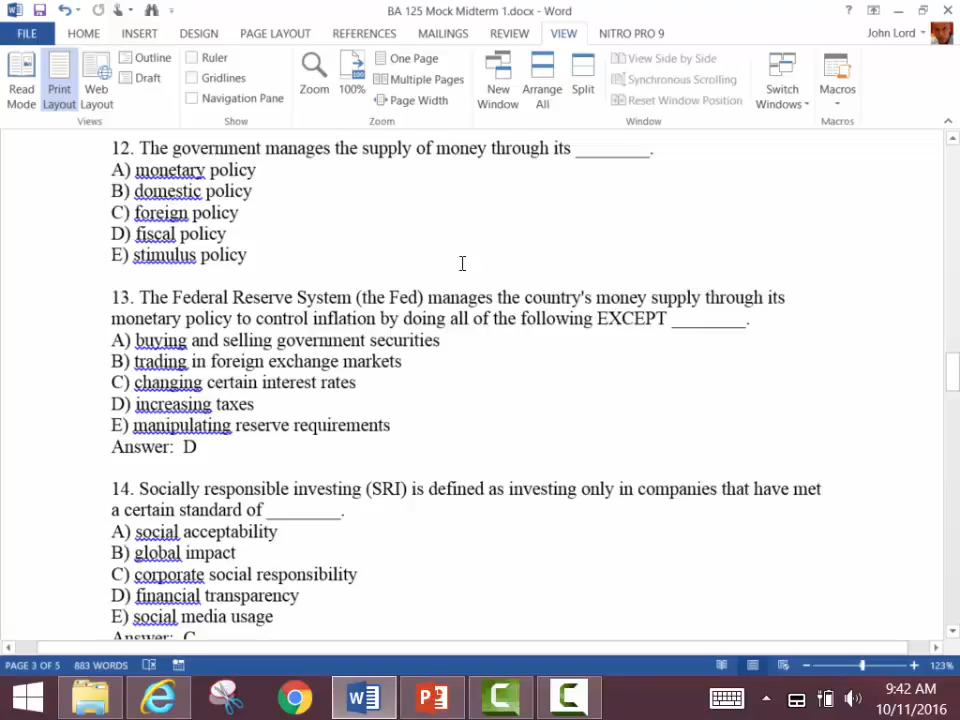 BA 125 Mock Midterm 1.docx - Word
FILE HOME INSERT DESIGN PAGE LAYOUT REFERENCES MAILINGS REVIEW VIEW NITRO PRO 9 John Lord
Read Mode
Print Layout
Web Layout
Outline
Draft
Views
Ruler
Gridlines
Navigation Pane
Show
Zoom
100%
One Page
Multiple Pages
Page Width
Zoom
New Window
Arrange All
Split
View Side by Side
Synchronous Scrolling
Reset Window Position
Window
Switch Windows
Macros
Macros
12. The government manages the supply of money through its ________.
A) monetary policy
B) domestic policy
C) foreign policy
D) fiscal policy
E) stimulus policy
13. The Federal Reserve System (the Fed) manages the country's money supply through its
monetary policy to control inflation by doing all of the following EXCEPT ________.
A) buying and selling government securities
B) trading in foreign exchange markets
C) changing certain interest rates
D) increasing taxes
E) manipulating reserve requirements
Answer: D
14. Socially responsible investing (SRI) is defined as investing only in companies that have met
a certain standard of ________.
A) social acceptability
B) global impact
C) corporate social responsibility
D) financial transparency
E) social media usage
Answer: C
PAGE 3 OF 5 883 WORDS 123%
9:42 AM
10/11/2016